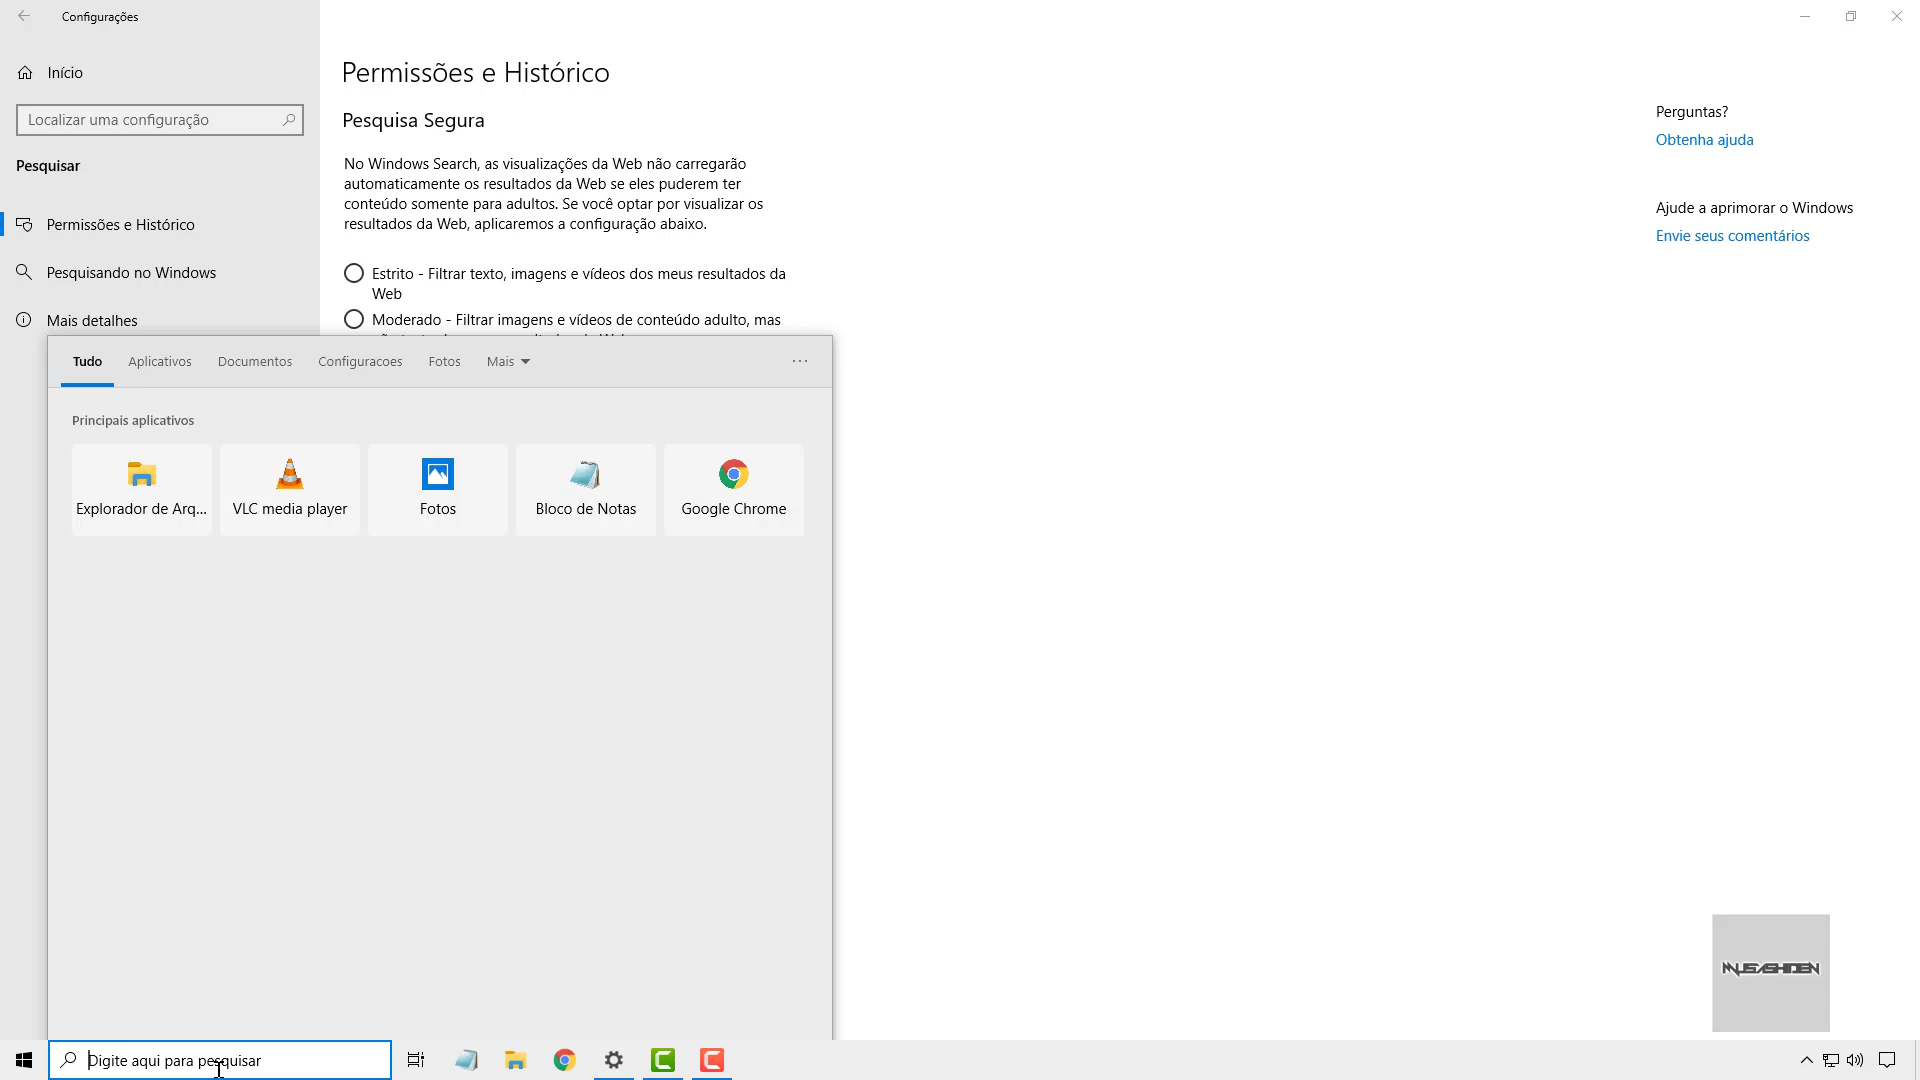 Configurações
Início
Localizar uma configuração
Pesquisar
Permissões e Histórico
Pesquisando no Windows
Mais detalhes
Permissões e Histórico
Pesquisa Segura
No Windows Search, as visualizações da Web não carregarão
automaticamente os resultados da Web se eles puderem ter
conteúdo somente para adultos. Se você optar por visualizar os
resultados da Web, aplicaremos a configuração abaixo.
Estrito - Filtrar texto, imagens e vídeos dos meus resultados da
Web
Moderado - Filtrar imagens e vídeos de conteúdo adulto, mas
Perguntas?
Obtenha ajuda
Ajude a aprimorar o Windows
Envie seus comentários
Tudo
Aplicativos
Documentos
Configuracoes
Fotos
Mais
Principais aplicativos
Explorador de Arq...
VLC media player
Fotos
Bloco de Notas
Google Chrome
MUSASHIDEN
Digite aqui para pesquisar